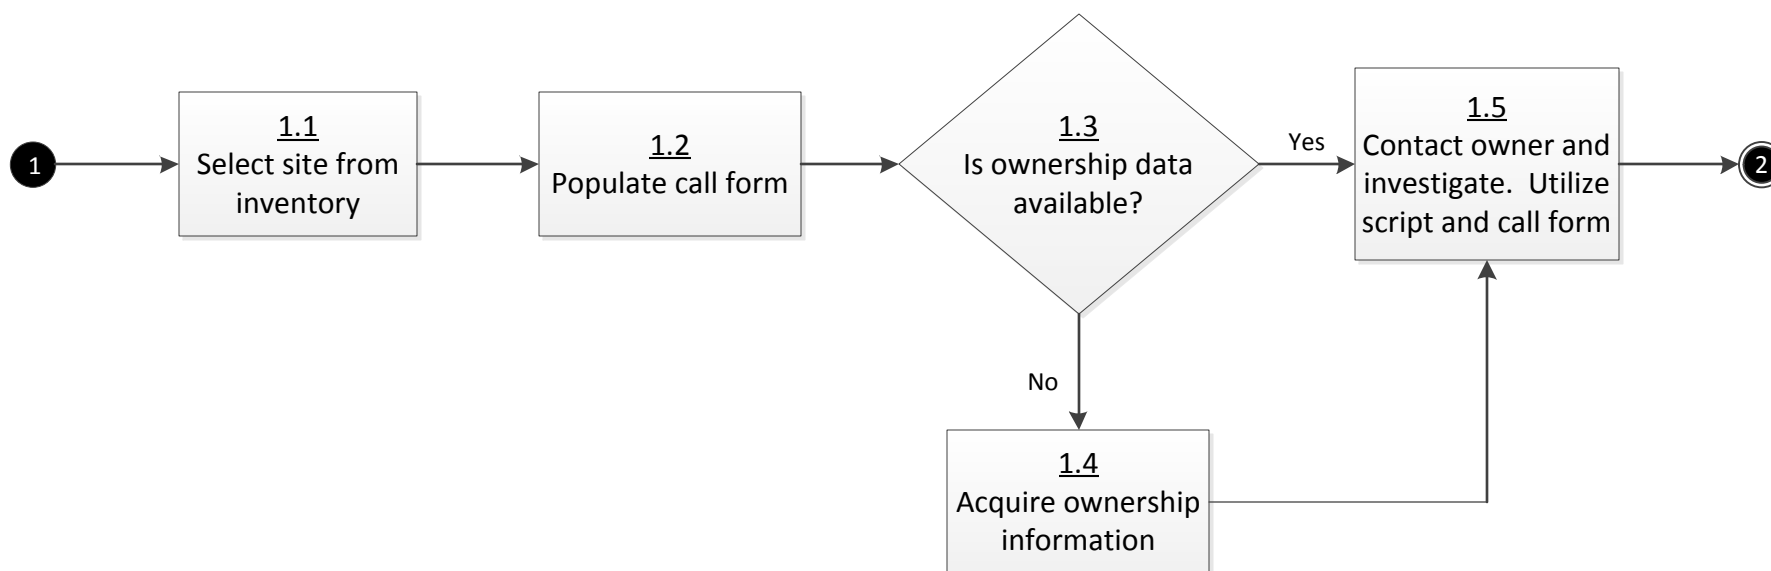 1
1.1
Select site from
inventory
1.2
Populate call form
1.3
Is ownership data
available?
Yes
1.5
Contact owner and
investigate.  Utilize
script and call form
2
No
1.4
Acquire ownership
information